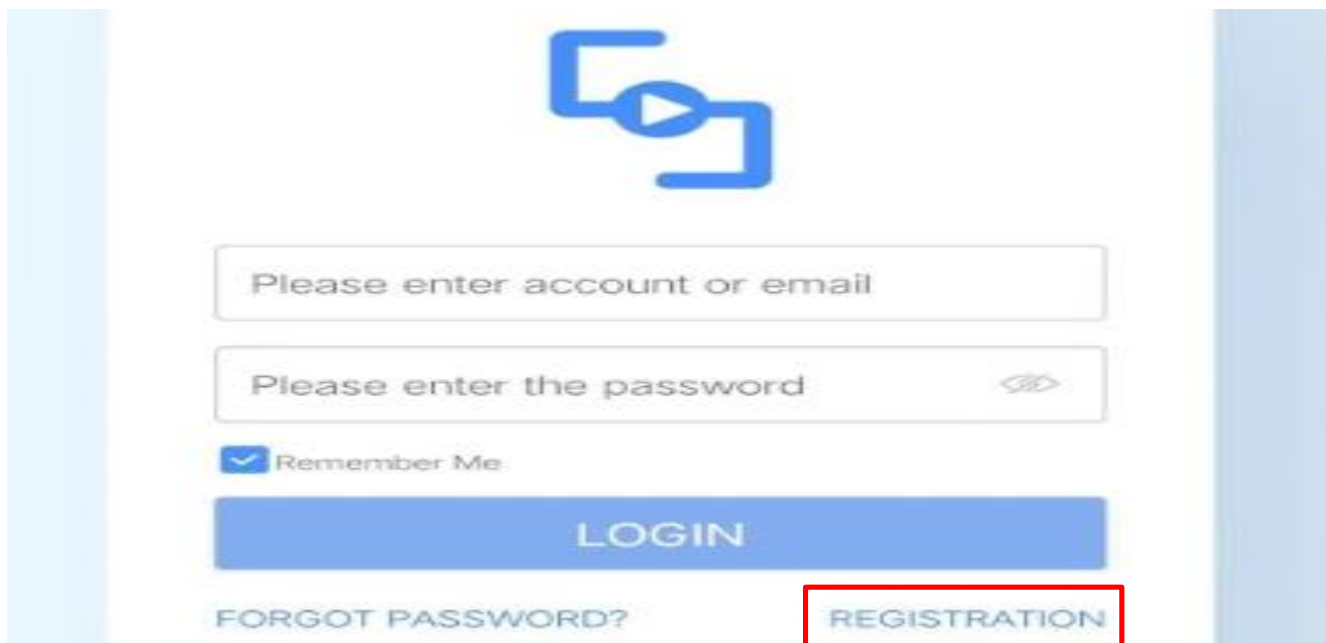 Please enter account or email
Please enter the password
Remember Me
LOGIN
FORGOT PASSWORD? REGISTRATION